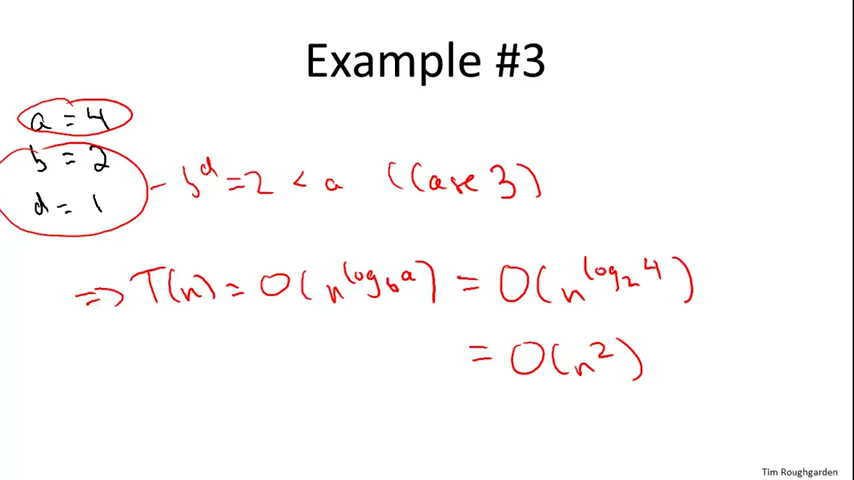 Example #3
a = 4
b = 2
d = 1
- b^d = 2 < a (Case 3)
=> T(n) = O(n^{log_b a}) = O(n^{log_2 4})
= O(n^2)
Tim Roughgarden